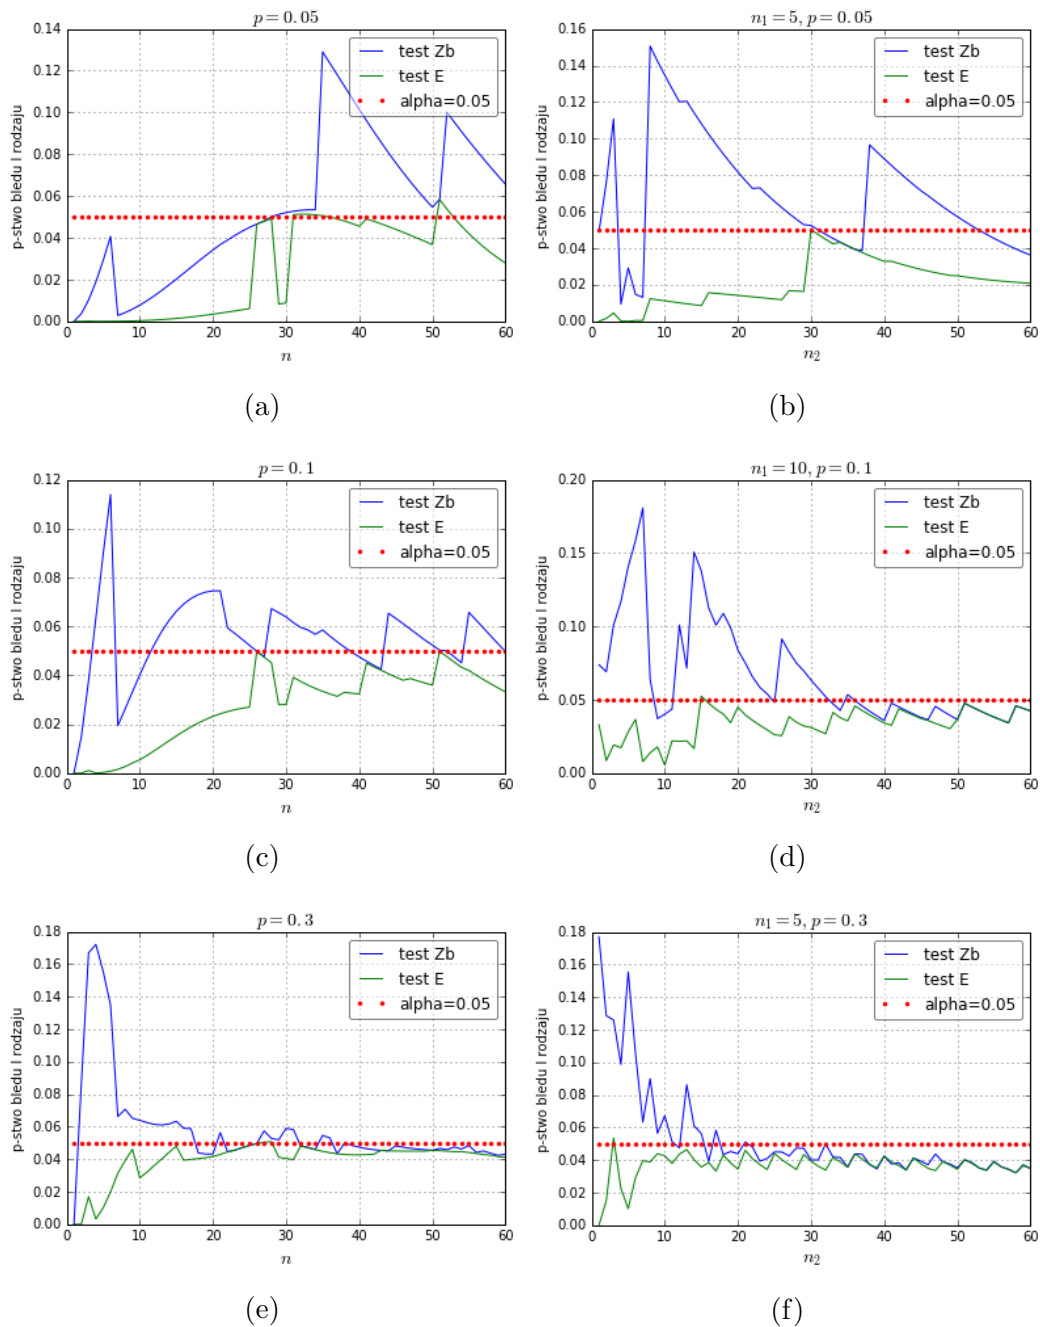 p = 0.05
0.14
0.12
0.10
0.08
0.06
0.04
0.02
0.00
p-stwo bledu I rodzaju
test Zb
test E
alpha=0.05
0 10 20 30 40 50 60
n
(a)
n1 = 5, p = 0.05
0.16
0.14
0.12
0.10
0.08
0.06
0.04
0.02
0.00
p-stwo bledu I rodzaju
test Zb
test E
alpha=0.05
0 10 20 30 40 50 60
n2
(b)
p = 0.1
0.12
0.10
0.08
0.06
0.04
0.02
0.00
p-stwo bledu I rodzaju
test Zb
test E
alpha=0.05
0 10 20 30 40 50 60
n
(c)
n1 = 10, p = 0.1
0.20
0.15
0.10
0.05
0.00
p-stwo bledu I rodzaju
test Zb
test E
alpha=0.05
0 10 20 30 40 50 60
n2
(d)
p = 0.3
0.18
0.16
0.14
0.12
0.10
0.08
0.06
0.04
0.02
0.00
p-stwo bledu I rodzaju
test Zb
test E
alpha=0.05
0 10 20 30 40 50 60
n
(e)
n1 = 5, p = 0.3
0.18
0.16
0.14
0.12
0.10
0.08
0.06
0.04
0.02
0.00
p-stwo bledu I rodzaju
test Zb
test E
alpha=0.05
0 10 20 30 40 50 60
n2
(f)